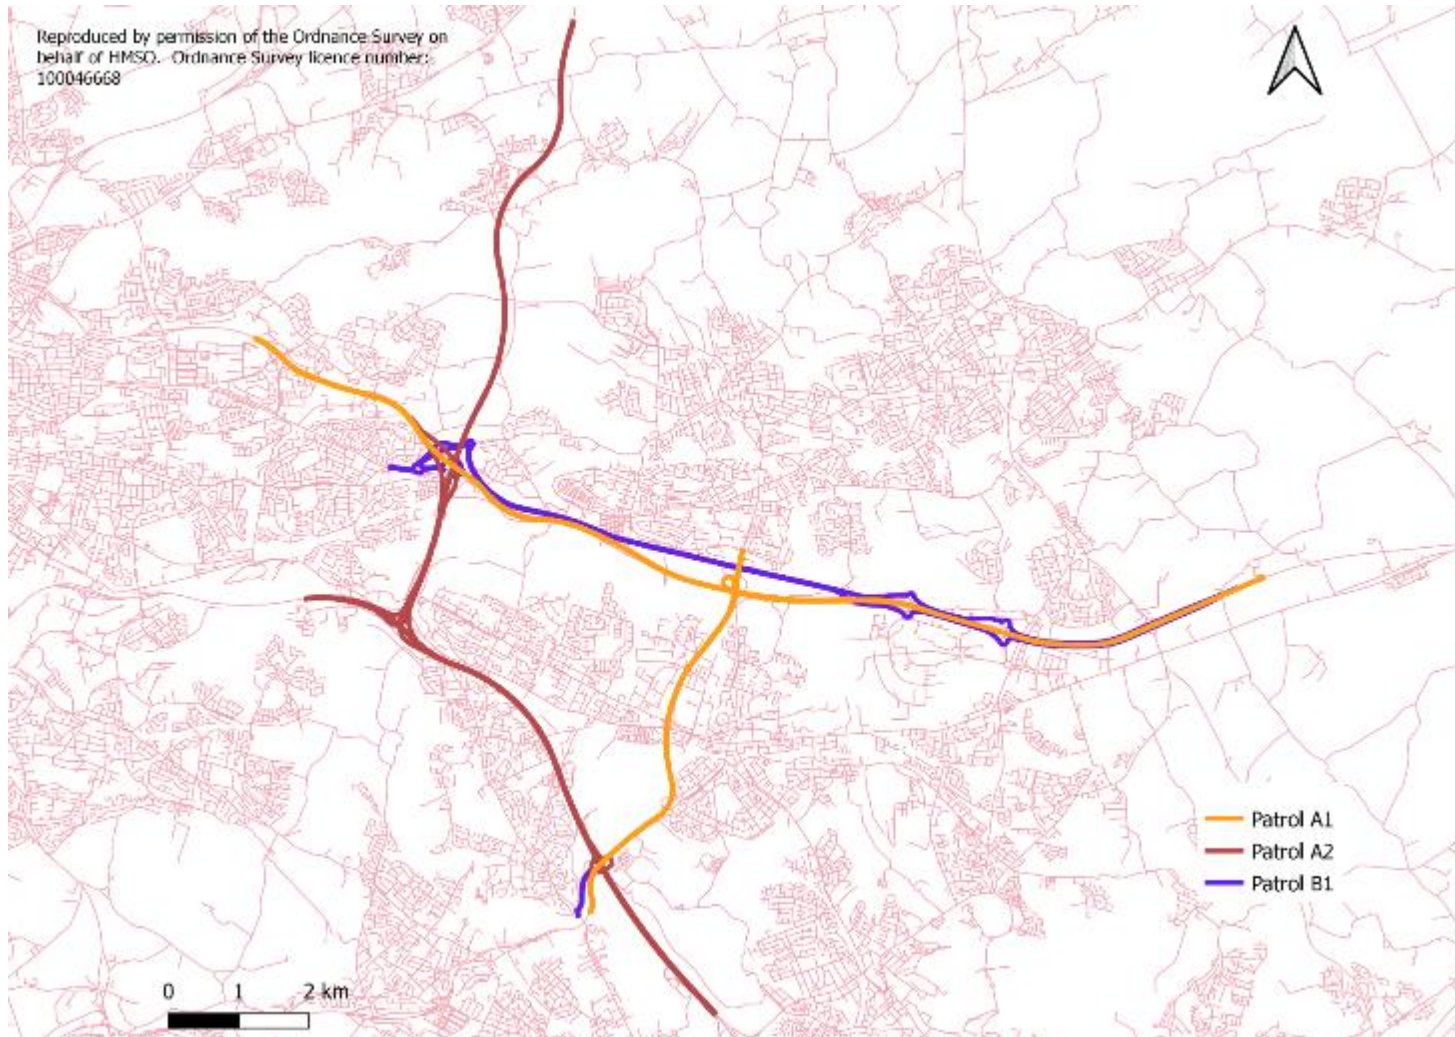 Reproduced by permission of the Ordnance Survey on
behalf of HMSO. Ordnance Survey licence number:
100046668
Patrol A1
Patrol A2
Patrol B1
0 1 2 km